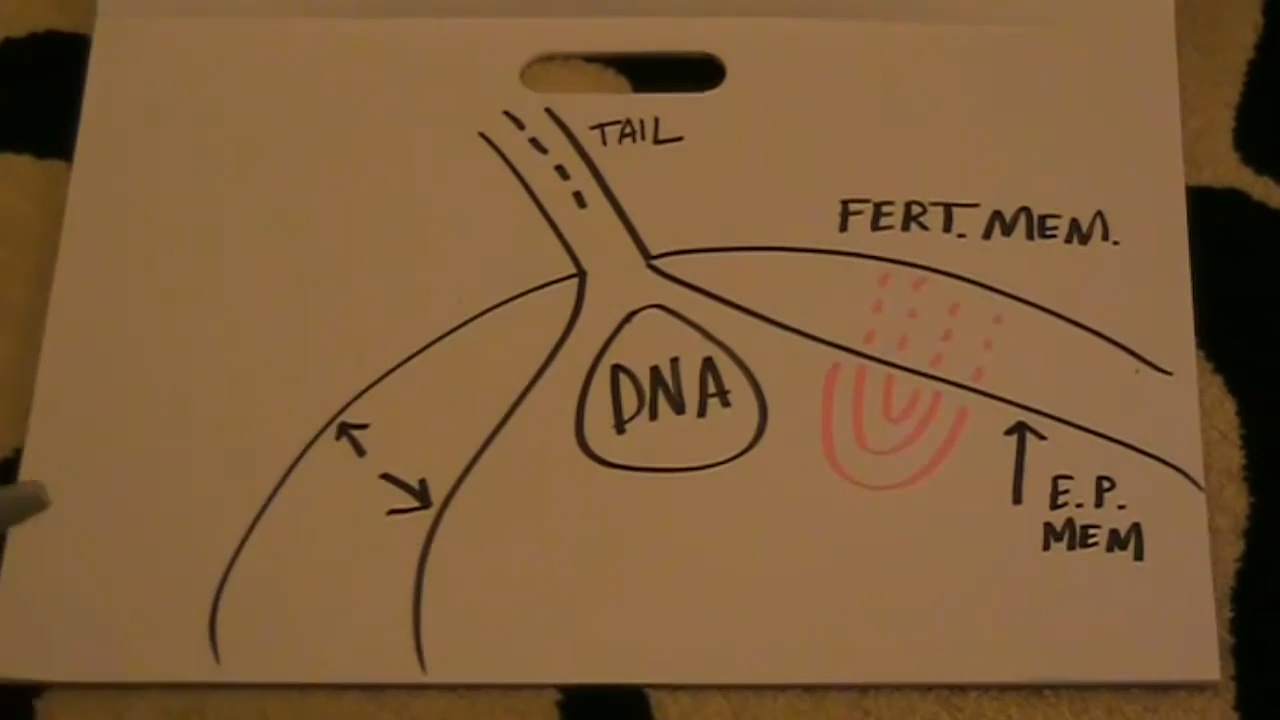 TAIL
FERT. MEM.
DNA
E.P.
MEM